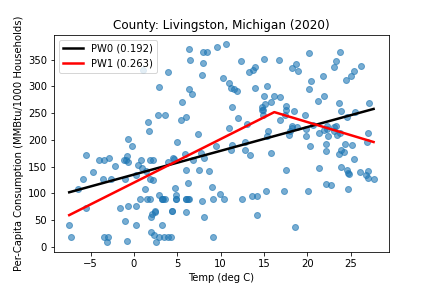 County: Livingston, Michigan (2020)
PW0 (0.192)
PW1 (0.263)
Per-Capita Consumption (MMBtu/1000 Households)
350
300
250
200
150
100
50
0
−5 0 5 10 15 20 25
Temp (deg C)